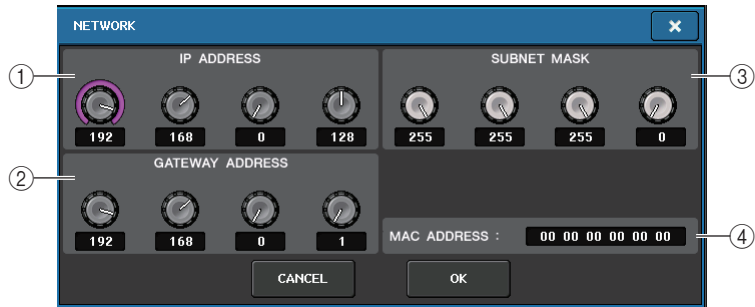 NETWORK
IP ADDRESS
① 192 168 0 128
SUBNET MASK
③ 255 255 255 0
GATEWAY ADDRESS
② 192 168 0 1
MAC ADDRESS : 00 00 00 00 00 00 ④
CANCEL OK